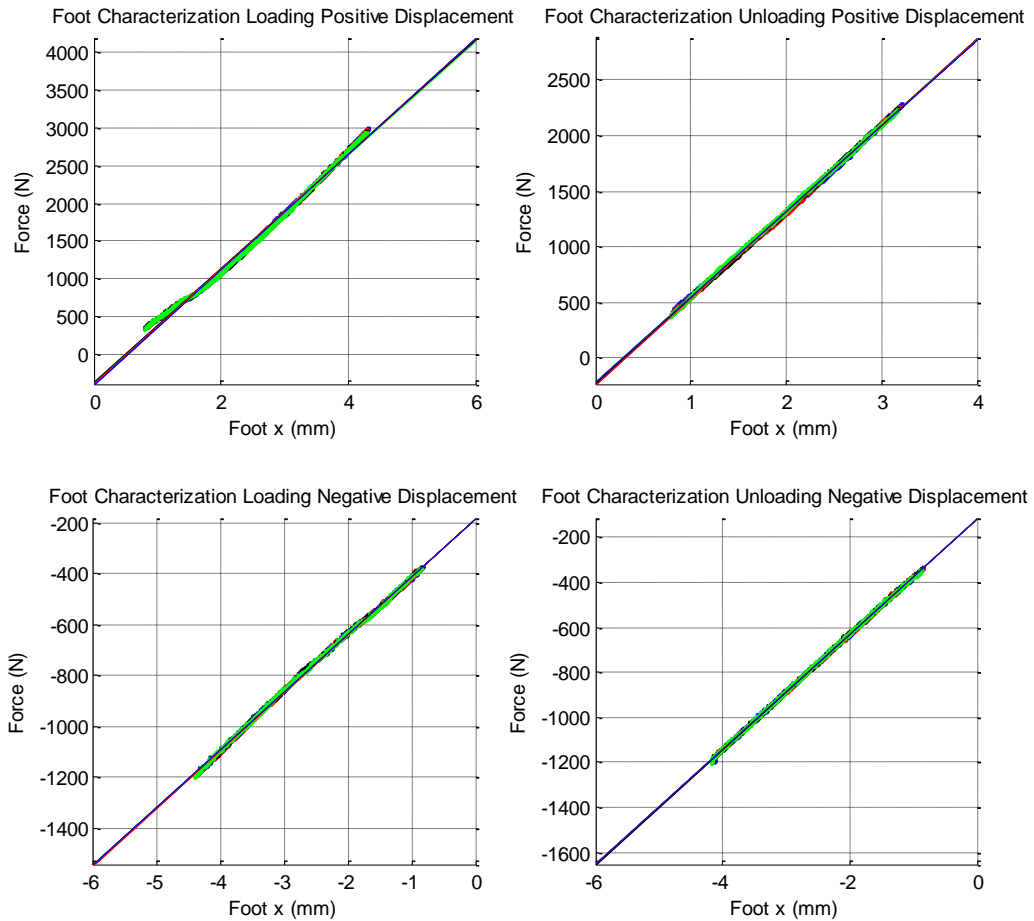 Foot Characterization Loading Positive Displacement
4000
3500
3000
2500
2000
1500
1000
500
0
Force (N)
0 2 4 6
Foot x (mm)
Foot Characterization Unloading Positive Displacement
2500
2000
1500
1000
500
0
Force (N)
0 1 2 3 4
Foot x (mm)
Foot Characterization Loading Negative Displacement
-200
-400
-600
-800
-1000
-1200
-1400
Force (N)
-6 -5 -4 -3 -2 -1 0
Foot x (mm)
Foot Characterization Unloading Negative Displacement
-200
-400
-600
-800
-1000
-1200
-1400
-1600
Force (N)
-6 -4 -2 0
Foot x (mm)